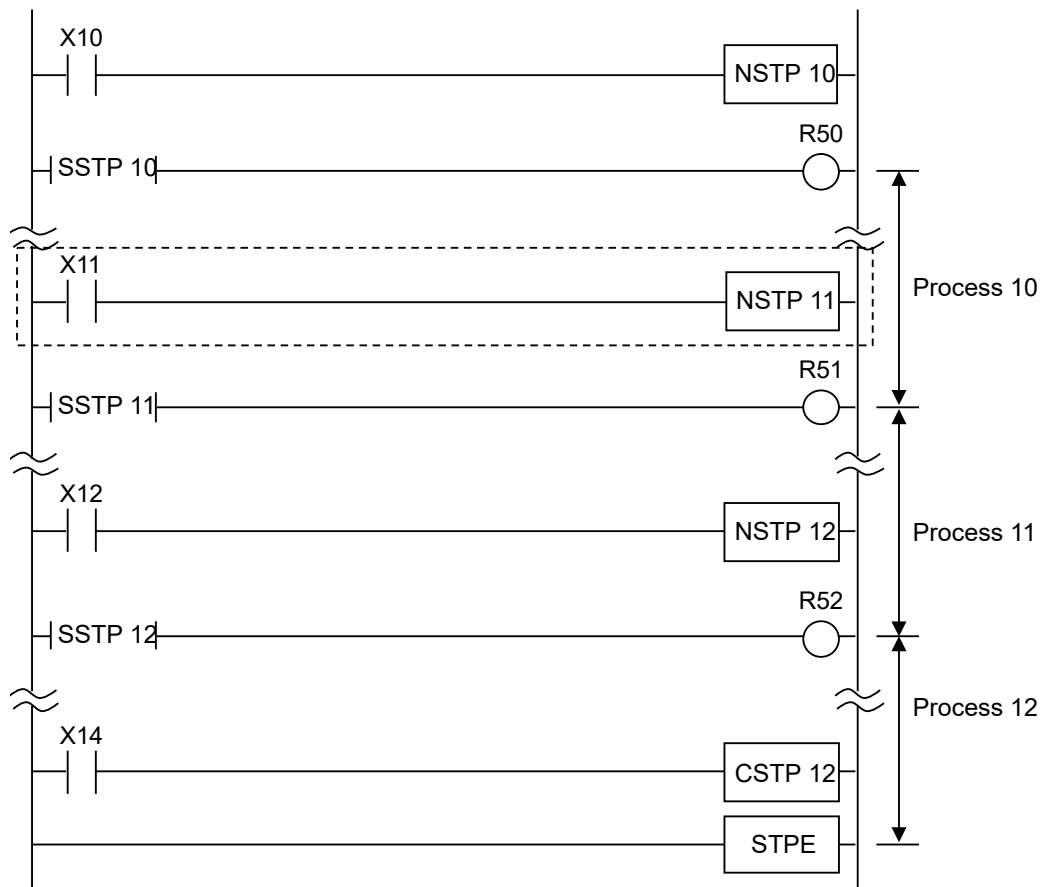 X10
NSTP 10
R50
SSTP 10
X11
NSTP 11
Process 10
R51
SSTP 11
X12
NSTP 12
Process 11
R52
SSTP 12
Process 12
X14
CSTP 12
STPE